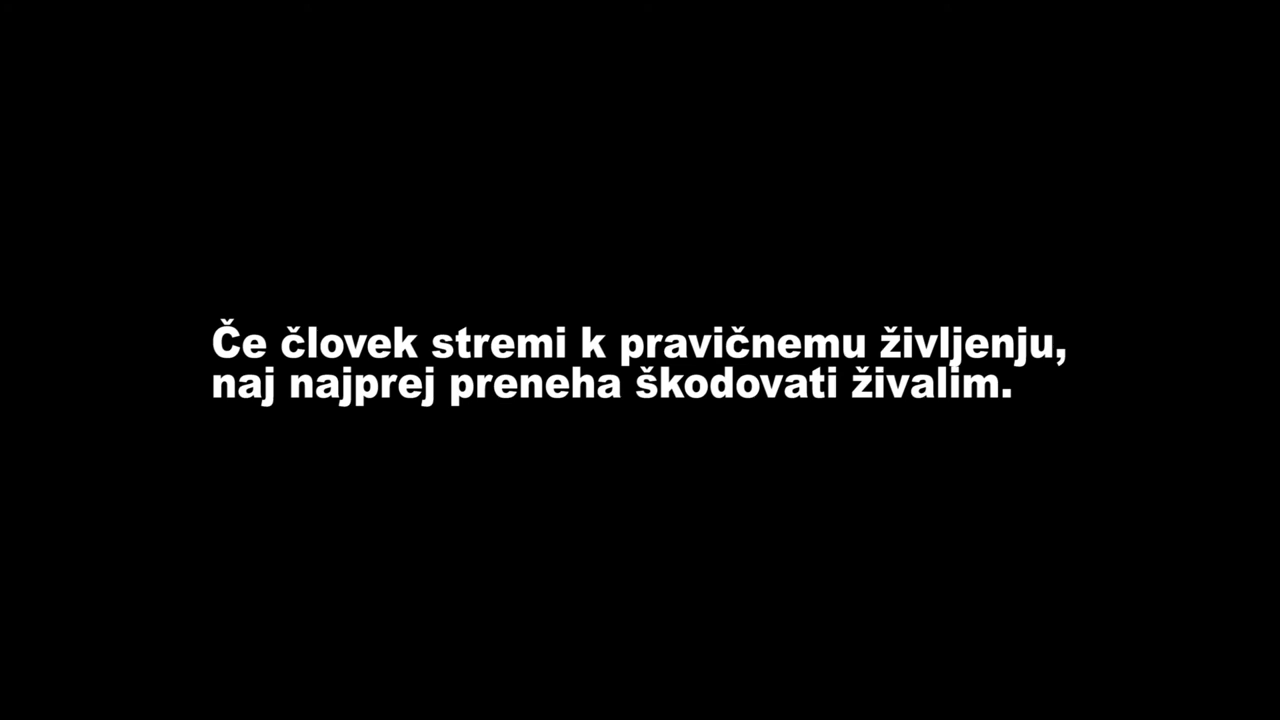 Če človek stremi k pravičnemu življenju,
naj najprej preneha škodovati živalim.